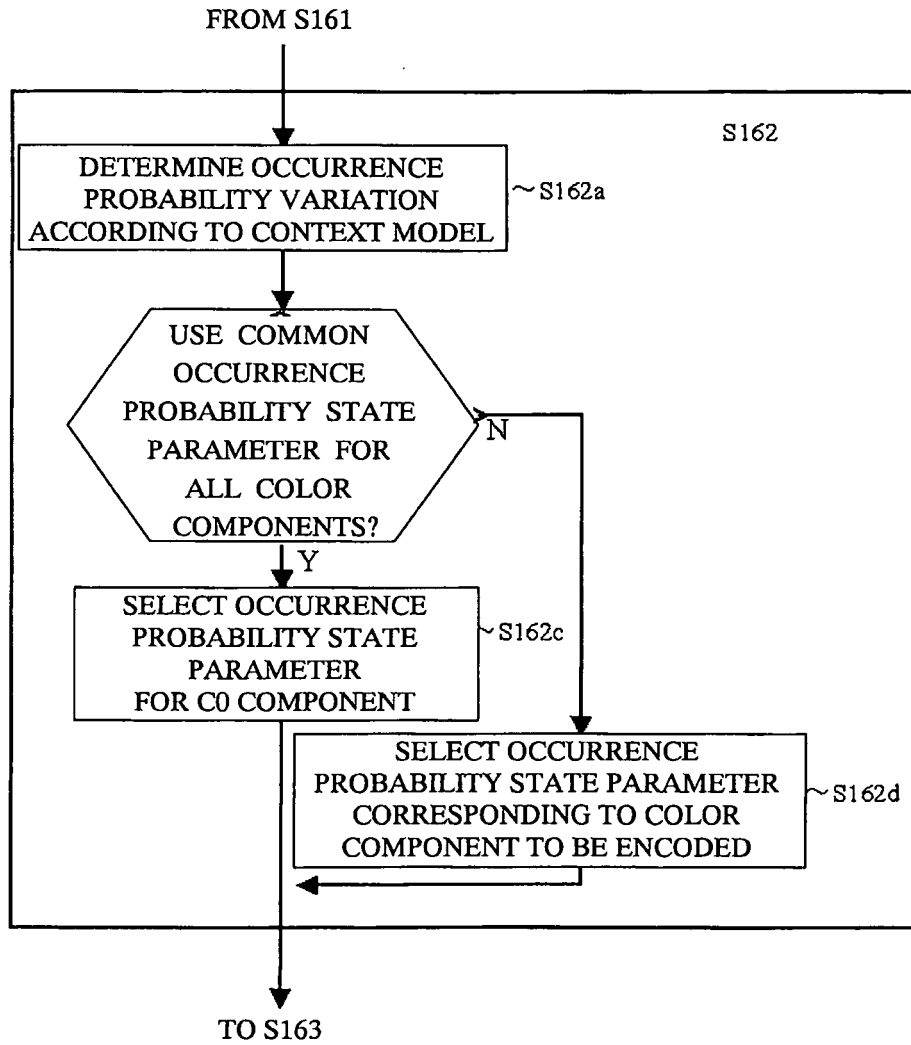 FROM S161
S162
DETERMINE OCCURRENCE
PROBABILITY VARIATION
ACCORDING TO CONTEXT MODEL
~S162a
USE COMMON
OCCURRENCE
PROBABILITY STATE
PARAMETER FOR
ALL COLOR
COMPONENTS?
N
Y
SELECT OCCURRENCE
PROBABILITY STATE
PARAMETER
FOR C0 COMPONENT
~S162c
SELECT OCCURRENCE
PROBABILITY STATE PARAMETER
CORRESPONDING TO COLOR
COMPONENT TO BE ENCODED
~S162d
TO S163